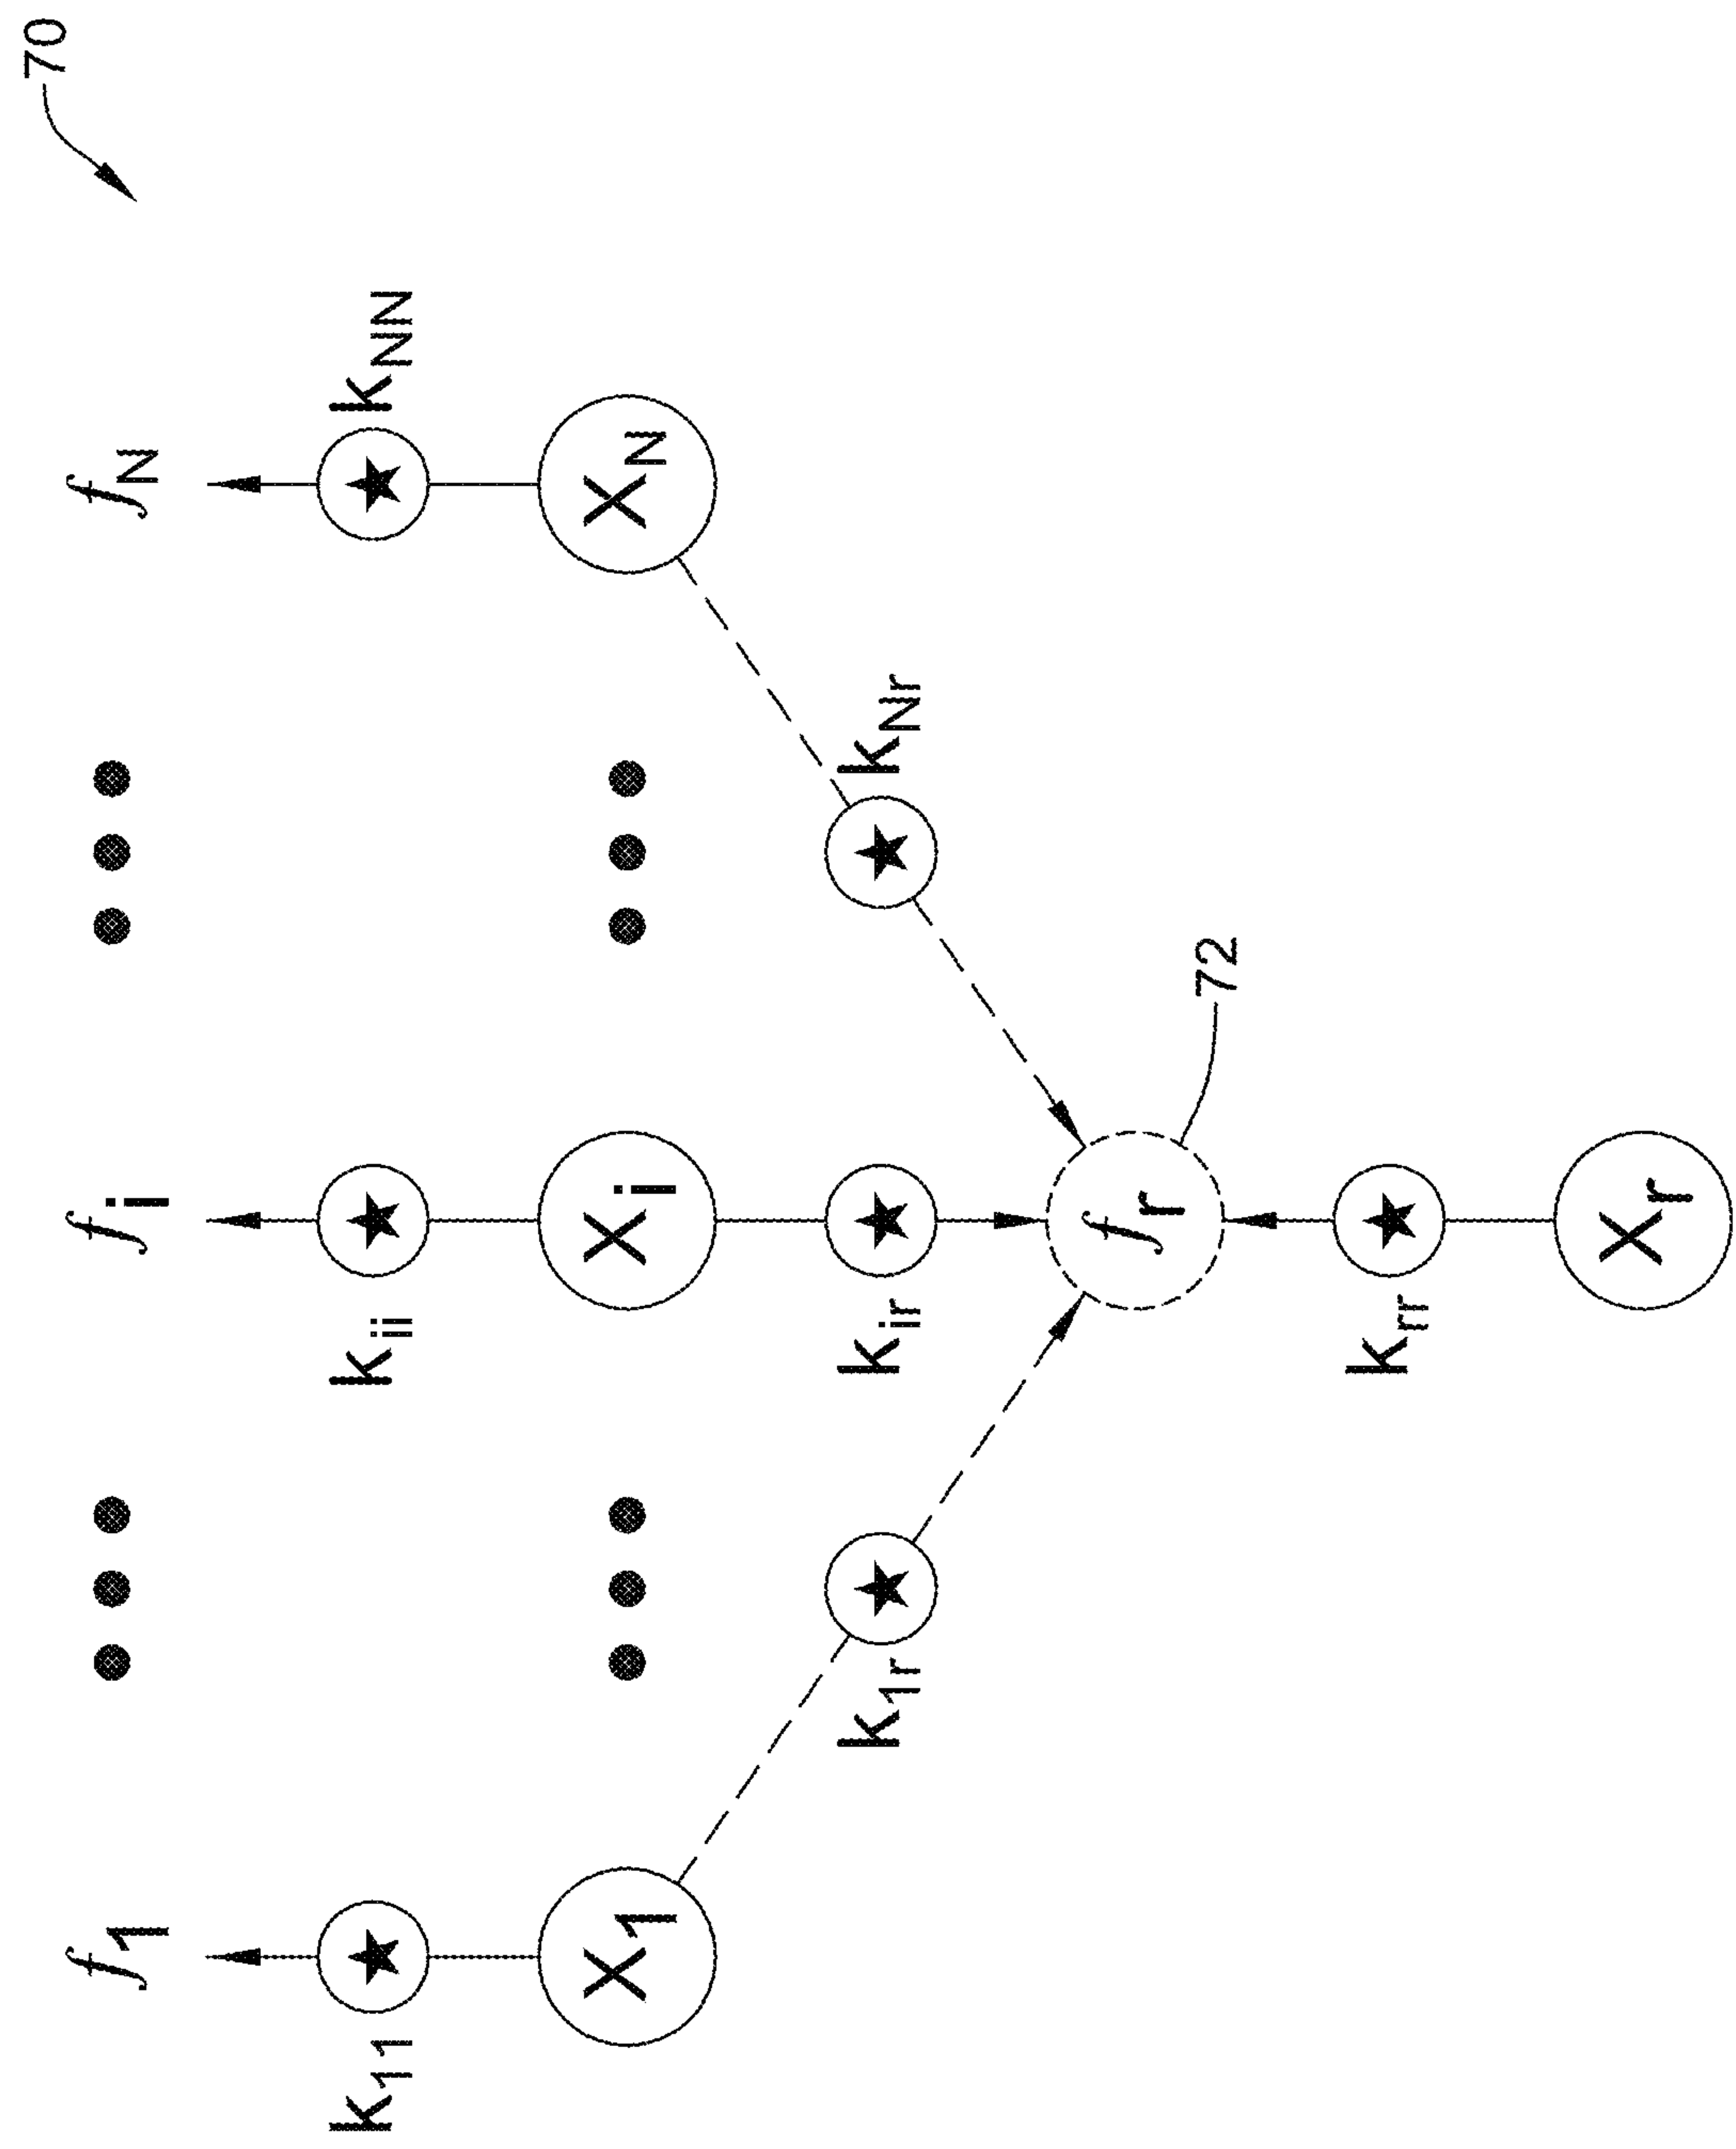 70
f1 fi fN
k11 kii kNN
X1 Xi XN
k1r kir kNr
fr 72
krr
Xr